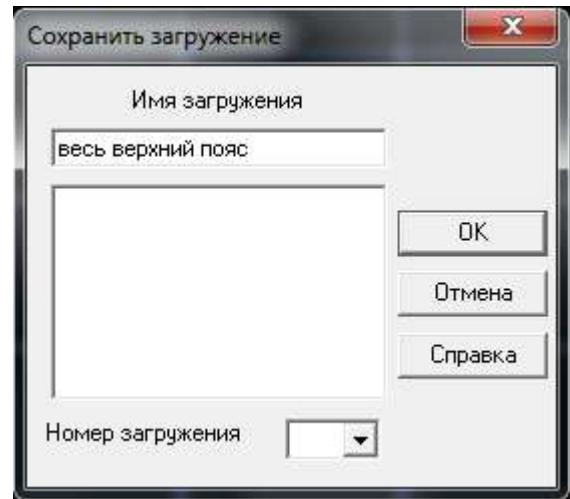 Сохранить загружение
Имя загружения
весь верхний пояс
OK
Отмена
Справка
Номер загружения